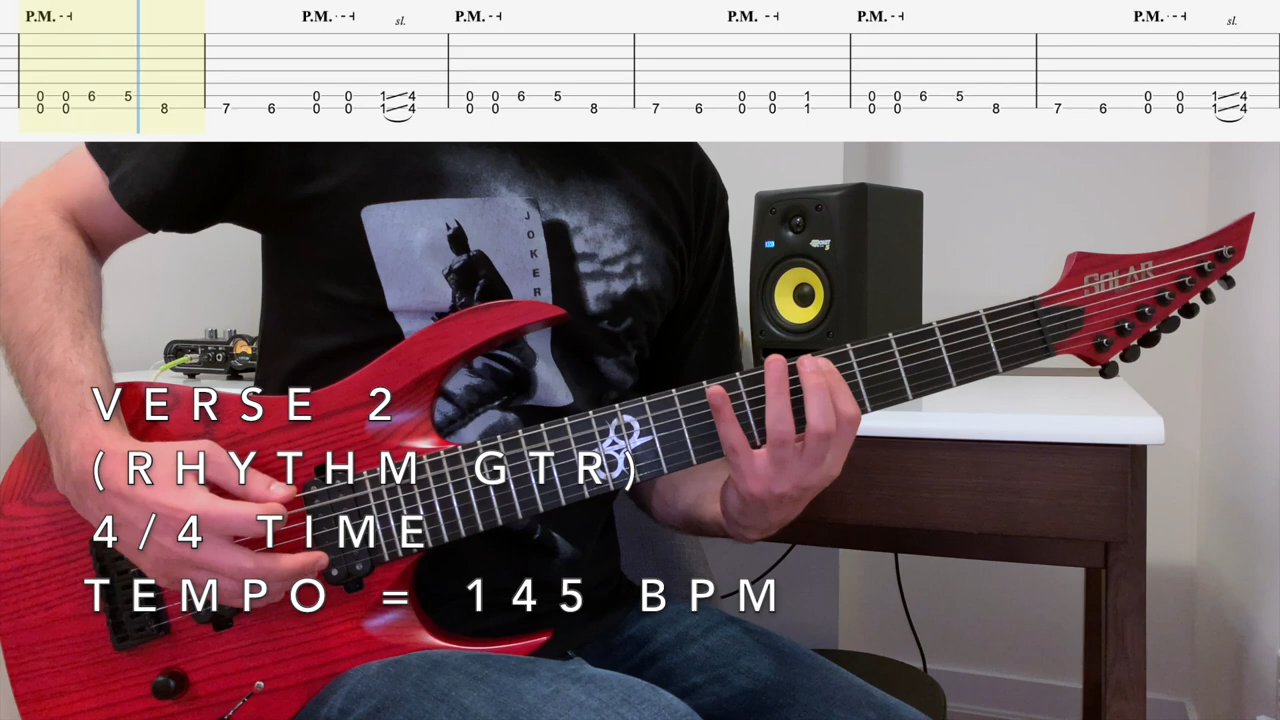 P.M. - ⊣ P.M. - - ⊣ sl. P.M. - - ⊣ P.M. - ⊣ P.M. - - ⊣ P.M. - - ⊣ sl.
0 0 6 5 0 0 1 4 0 0 6 5 0 0 1 0 0 6 5 0 0 1 4
0 0 8 7 6 0 0 1 4 0 0 8 7 6 0 0 1 0 0 8 7 6 0 0 1 4
JOKER
SOLAR
VERSE 2
(RHYTHM GTR)
4/4 TIME
TEMPO = 145 BPM